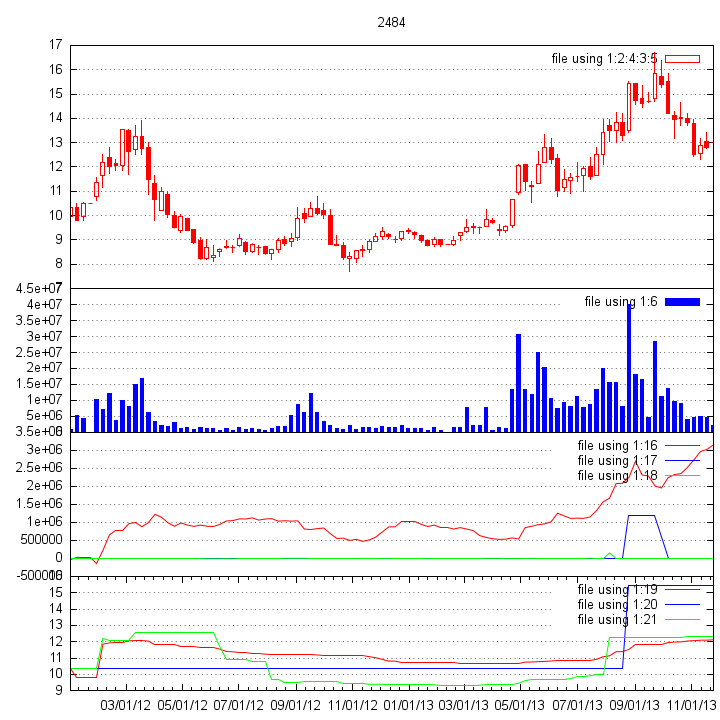 2484
17
file using 1:2:4:3:5
16
15
14
13
12
11
10
9
8
7
4.5e+07
file using 1:6
4e+07
3.5e+07
3e+07
2.5e+07
2e+07
1.5e+07
1e+07
5e+06
0
3.5e+06
file using 1:16
3e+06
file using 1:17
2.5e+06
file using 1:18
2e+06
1.5e+06
1e+06
500000
0
-500000
16
file using 1:19
15
file using 1:20
14
file using 1:21
13
12
11
10
9
03/01/12 05/01/12 07/01/12 09/01/12 11/01/12 01/01/13 03/01/13 05/01/13 07/01/13 09/01/13 11/01/13